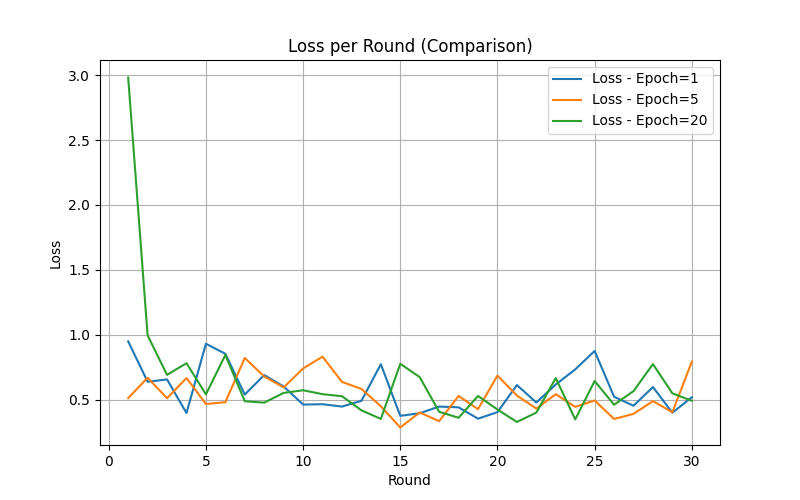 Loss per Round (Comparison)
Loss - Epoch=1
Loss - Epoch=5
Loss - Epoch=20
3.0
2.5
2.0
1.5
1.0
0.5
Loss
0 5 10 15 20 25 30
Round